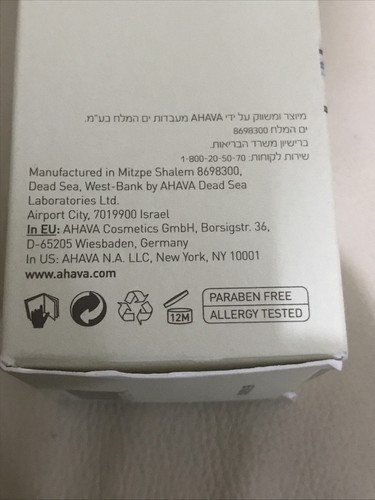 מיוצר ומשווק על ידי AHAVA מעבדות ים המלח בע"מ.
ים המלח 8698300
ברישיון משרד הבריאות.
שירות לקוחות: 1-800-20-50-70
Manufactured in Mitzpe Shalem 8698300,
Dead Sea, West-Bank by AHAVA Dead Sea
Laboratories Ltd.
Airport City, 7019900 Israel
In EU: AHAVA Cosmetics GmbH, Borsigstr. 36,
D-65205 Wiesbaden, Germany
In US: AHAVA N.A. LLC, New York, NY 10001
www.ahava.com
12M
PARABEN FREE
ALLERGY TESTED